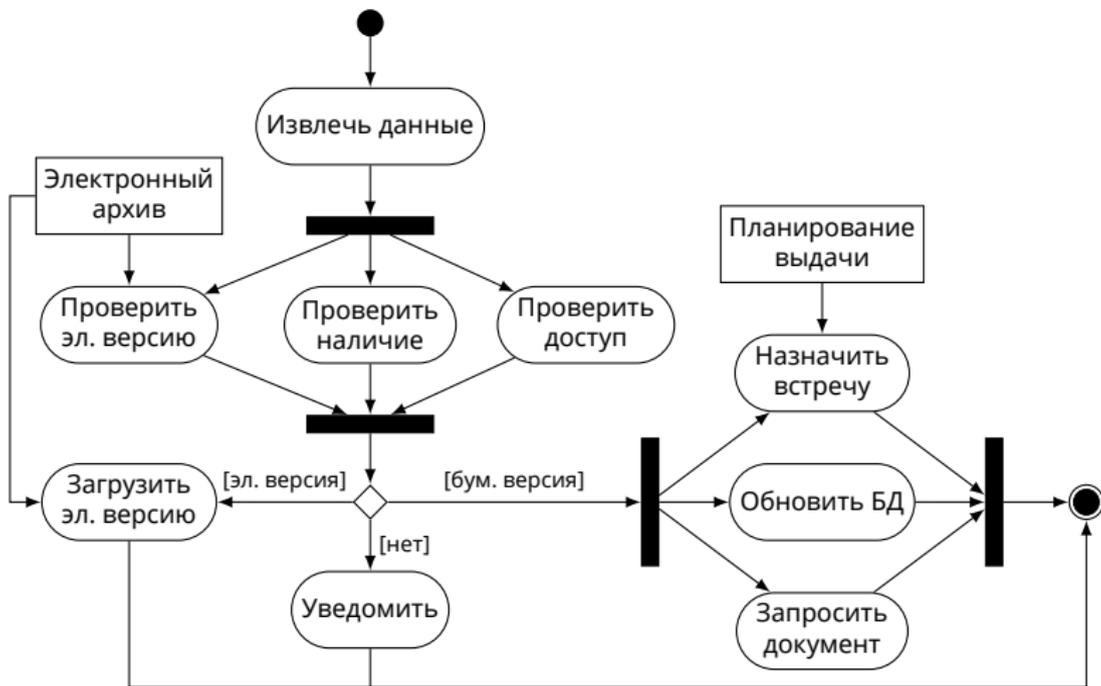 Извлечь данные
Электронный
архив
Планирование
выдачи
Проверить
эл. версию
Проверить
наличие
Проверить
доступ
Назначить
встречу
Загрузить
эл. версию
[эл. версия]
[бум. версия]
Обновить БД
[нет]
Уведомить
Запросить
документ